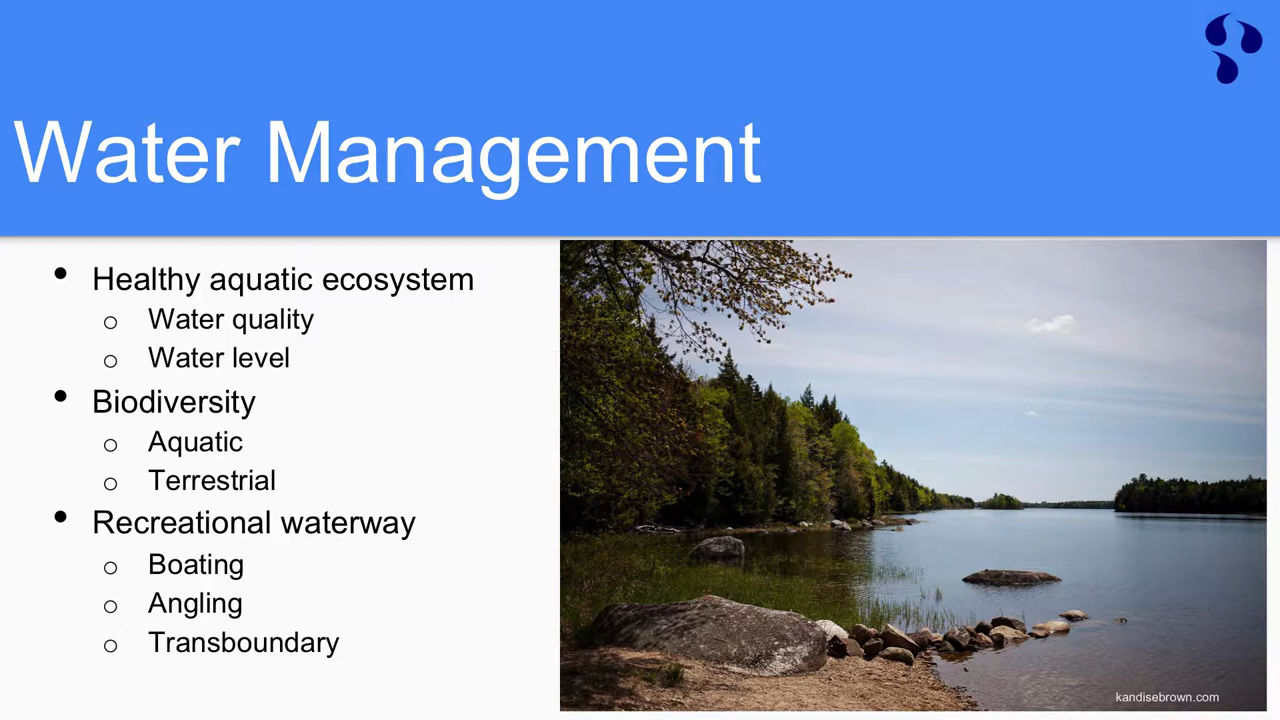 Water Management
• Healthy aquatic ecosystem
o Water quality
o Water level
• Biodiversity
o Aquatic
o Terrestrial
• Recreational waterway
o Boating
o Angling
o Transboundary
kandisebrown.com